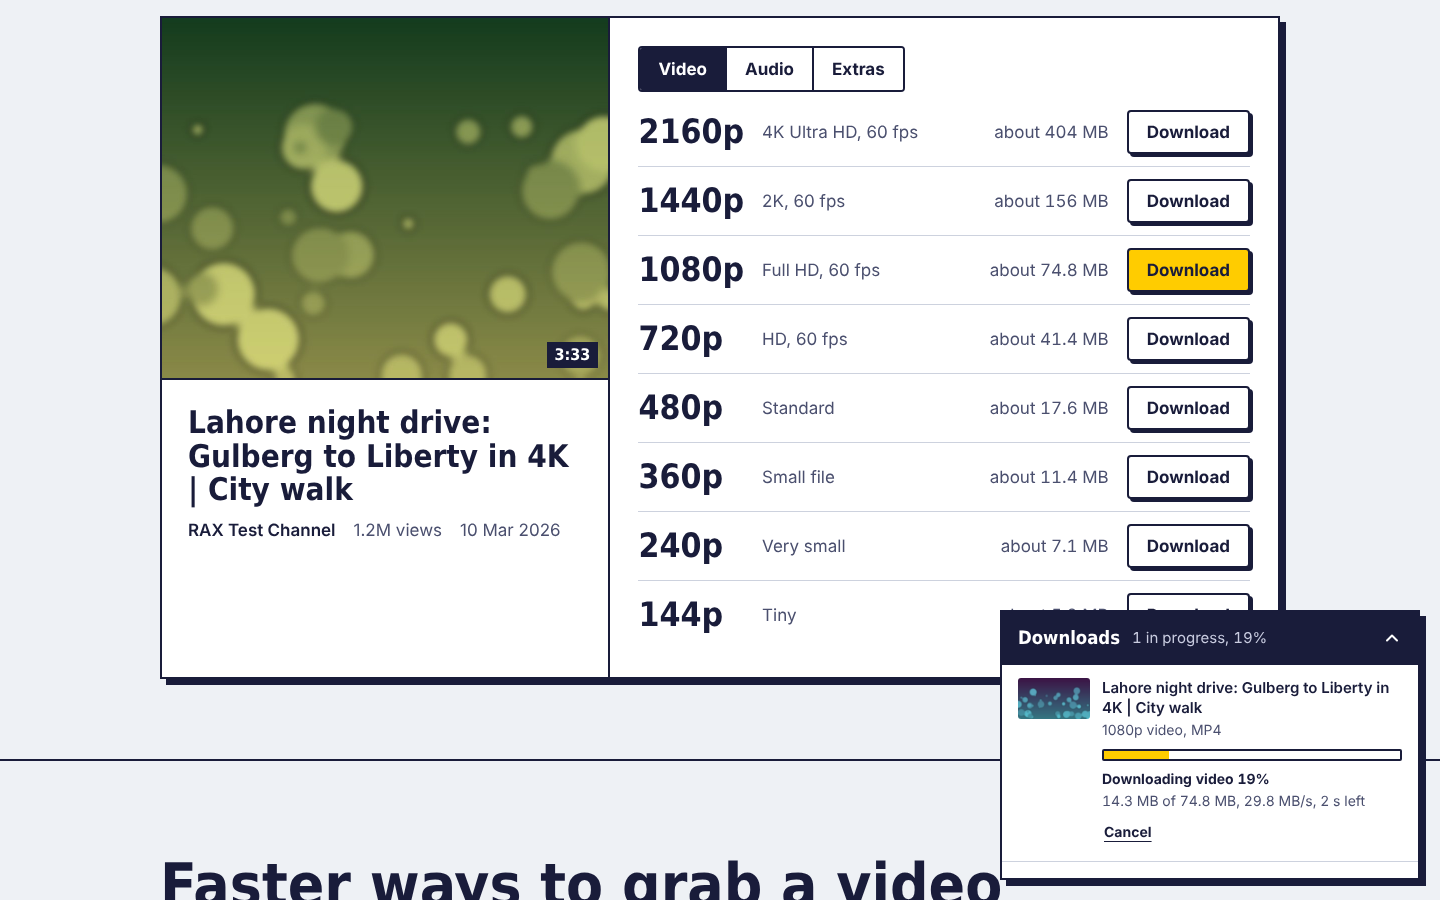 3:33
Lahore night drive:
Gulberg to Liberty in 4K
| City walk
RAX Test Channel 1.2M views 10 Mar 2026
Video Audio Extras
2160p 4K Ultra HD, 60 fps about 404 MB Download
1440p 2K, 60 fps about 156 MB Download
1080p Full HD, 60 fps about 74.8 MB Download
720p HD, 60 fps about 41.4 MB Download
480p Standard about 17.6 MB Download
360p Small file about 11.4 MB Download
240p Very small about 7.1 MB Download
144p Tiny
Downloads 1 in progress, 19%
Lahore night drive: Gulberg to Liberty in
4K | City walk
1080p video, MP4
Downloading video 19%
14.3 MB of 74.8 MB, 29.8 MB/s, 2 s left
Cancel
Faster ways to grab a video